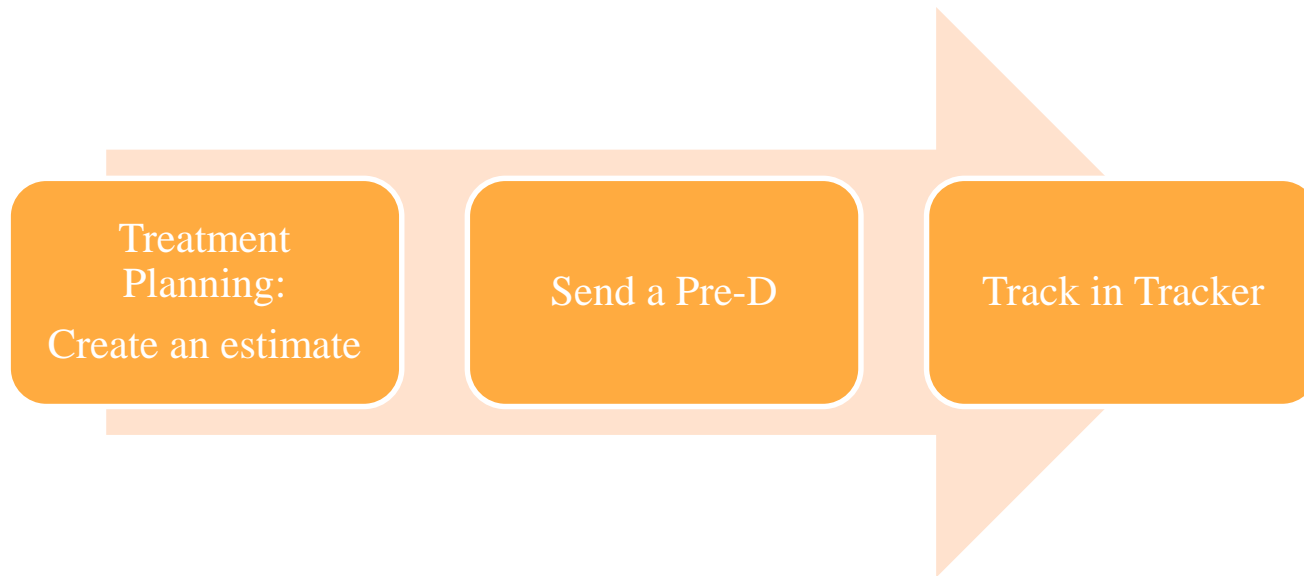 Treatment
Planning:
Create an estimate
Send a Pre-D
Track in Tracker